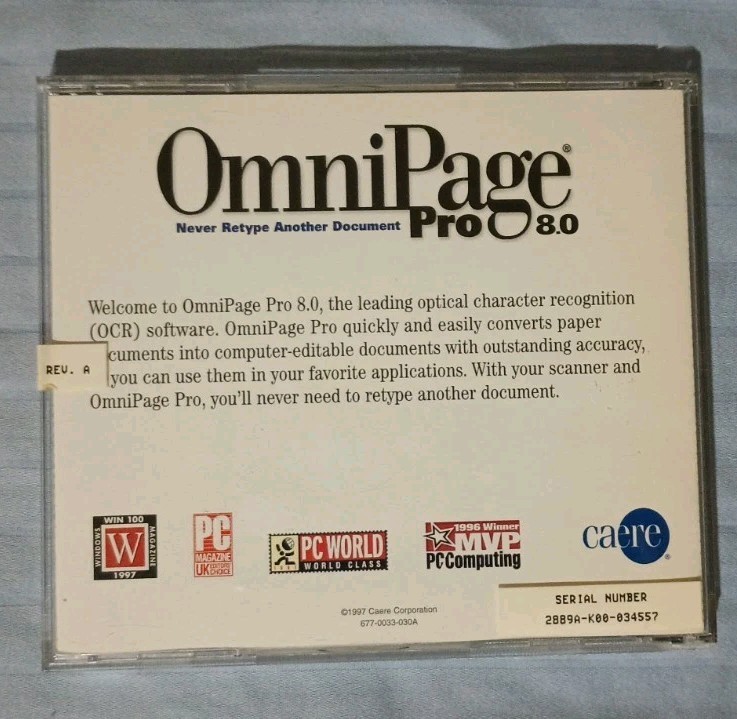 OmniPage®
Never Retype Another Document Pro 8.0
Welcome to OmniPage Pro 8.0, the leading optical character recognition
(OCR) software. OmniPage Pro quickly and easily converts paper
cuments into computer-editable documents with outstanding accuracy,
REV. A
you can use them in your favorite applications. With your scanner and
OmniPage Pro, you'll never need to retype another document.
WIN 100
WINDOWS
W
MAGAZINE
1997
PC
MAGAZINE
UK EDITORS'
CHOICE
PC WORLD
WORLD CLASS
1996 Winner
MVP
PC Computing
caere®
©1997 Caere Corporation
677-0033-030A
SERIAL NUMBER
2889A-K00-034557